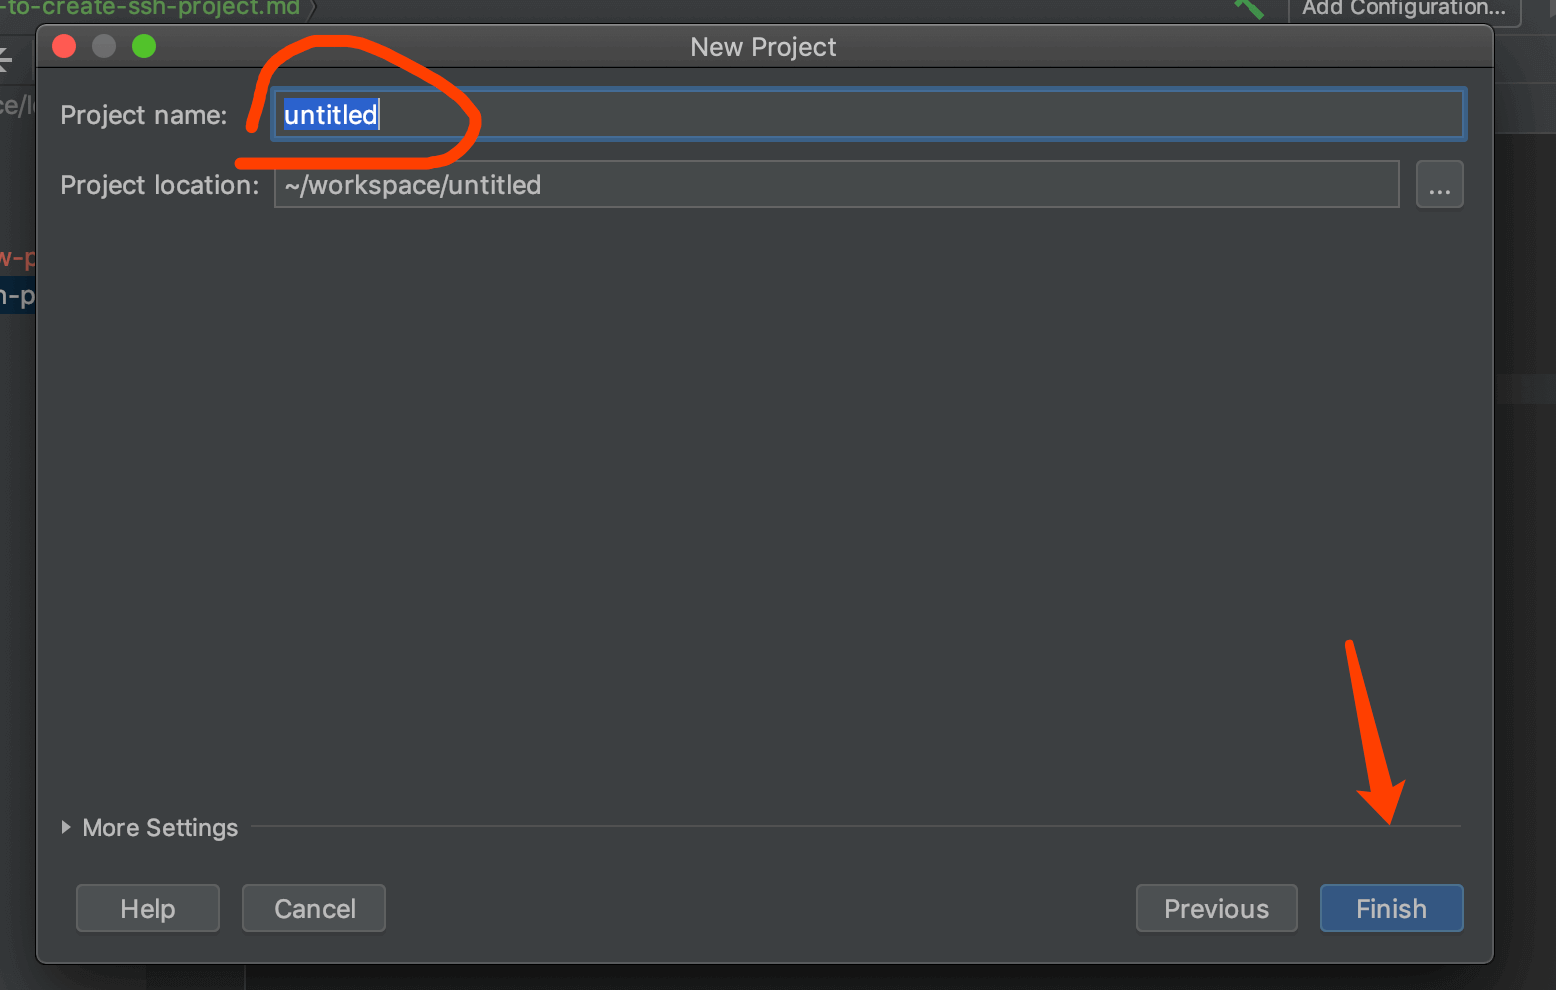 -to-create-ssh-project.md
Add Configuration...
New Project
ce/l
Project name: untitled
Project location: ~/workspace/untitled ...
w-p
h-p
More Settings
Help Cancel Previous Finish